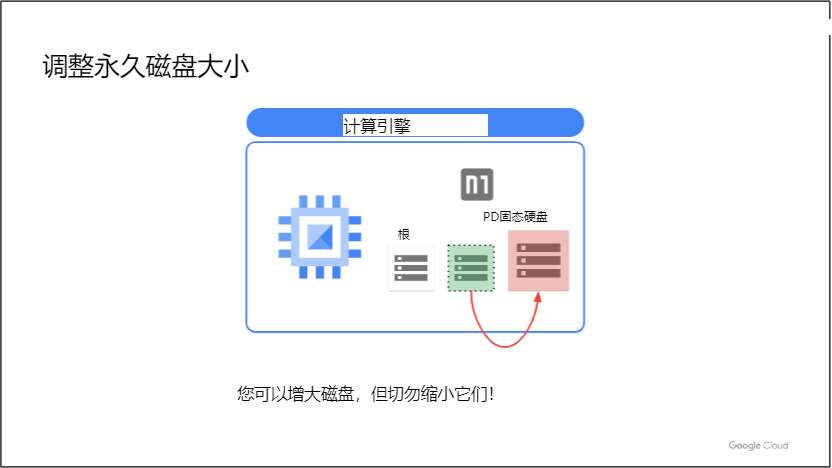 调整永久磁盘大小
计算引擎
n1
PD固态硬盘
根
您可以增大磁盘，但切勿缩小它们！
Google Cloud